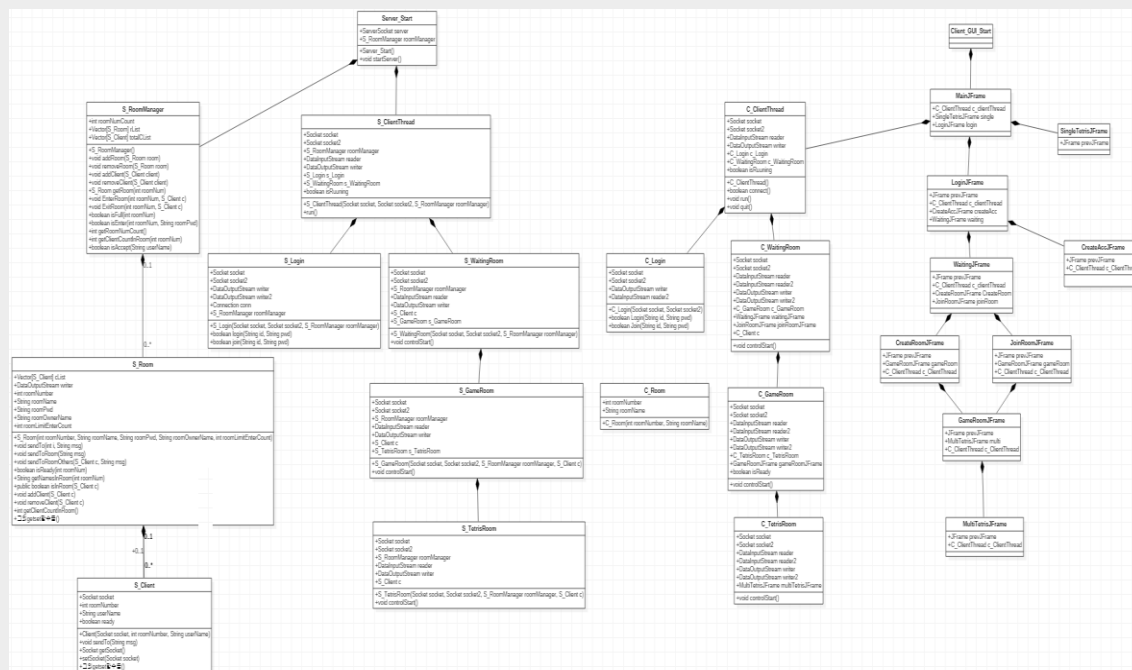 Server_Start
+ServerSocket server
+S_RoomManager roomManager
+Server_Start()
+void startServer()
S_RoomManager
+int roomNumCount
+Vector[S_Room] rList
+Vector[S_Client] totalCList
+S_RoomManager()
+void addRoom(S_Room room)
+void removeRoom(S_Room room)
+void addClient(S_Client client)
+void removeClient(S_Client client)
+S_Room getRoom(int roomNum)
+void EnterRoom(int roomNum, S_Client c)
+void ExitRoom(int roomNum, S_Client c)
+boolean isFull(int roomNum)
+boolean isEnter(int roomNum, String roomPwd)
+int getRoomNumCount()
+int getClientCountInRoom(int roomNum)
+boolean isAccept(String userName)
0.1
0..*
S_ClientThread
+Socket socket
+Socket socket2
+S_RoomManager roomManager
+DataInputStream reader
+DataOutputStream writer
+S_Login s_Login
+S_WaitingRoom s_WaitingRoom
+boolean isRuuning
+S_ClientThread(Socket socket, Socket socket2, S_RoomManager roomManager)
+run()
S_Login
+Socket socket
+Socket socket2
+DataOutputStream writer
+DataOutputStream writer2
+Connection conn
+S_RoomManager roomManager
+S_Login(Socket socket, Socket socket2, S_RoomManager roomManager)
+boolean login(String id, String pwd)
+boolean join(String id, String pwd)
S_WaitingRoom
+Socket socket
+Socket socket2
+S_RoomManager roomManager
+DataInputStream reader
+DataOutputStream writer
+S_Client c
+S_GameRoom s_GameRoom
+S_WaitingRoom(Socket socket, Socket socket2, S_RoomManager roomManager)
+void controlStart()
S_Room
+Vector[S_Client] cList
+DataOutputStream writer
+int roomNumber
+String roomName
+String roomPwd
+String roomOwnerName
+int roomLimitEnterCount
+S_Room(int roomNumber, String roomName, String roomPwd, String roomOwnerName, int roomLimitEnterCount)
+void sendTo(int i, String msg)
+void sendToRoom(String msg)
+void sendToRoomOthers(S_Client c, String msg)
+boolean isReady(int roomNum)
+String getNamesInRoom(int roomNum)
+public boolean isInRoom(S_Client c)
+void addClient(S_Client c)
+void removeClient(S_Client c)
+int getClientCountInRoom()
0.1
+0.1
0..*
S_Client
+Socket socket
+int roomNumber
+String userName
+boolean ready
+Client(Socket socket, int roomNumber, String userName)
+void sendTo(String msg)
+Socket getSocket()
+setSocket(Socket socket)
S_GameRoom
+Socket socket
+Socket socket2
+S_RoomManager roomManager
+DataInputStream reader
+DataOutputStream writer
+S_Client c
+S_TetrisRoom s_TetrisRoom
+S_GameRoom(Socket socket, Socket socket2, S_RoomManager roomManager, S_Client c)
+void controlStart()
S_TetrisRoom
+Socket socket
+Socket socket2
+S_RoomManager roomManager
+DataInputStream reader
+DataOutputStream writer
+S_Client c
+S_TetrisRoom(Socket socket, Socket socket2, S_RoomManager roomManager, S_Client c)
+void controlStart()
C_ClientThread
+Socket socket
+Socket socket2
+DataInputStream reader
+DataOutputStream writer
+C_Login c_Login
+C_WaitingRoom c_WaitingRoom
+boolean isRuuning
+C_ClientThread()
+boolean connect()
+void run()
+void quit()
C_Login
+Socket socket
+Socket socket2
+DataOutputStream writer
+DataInputStream reader2
+C_Login(Socket socket, Socket socket2)
+boolean Login(String id, String pwd)
+boolean Join(String id, String pwd)
C_WaitingRoom
+Socket socket
+Socket socket2
+DataInputStream reader
+DataInputStream reader2
+DataOutputStream writer
+DataOutputStream writer2
+C_GameRoom c_GameRoom
+WaitingJFrame waitingJFrame
+JoinRoomJFrame joinRoomJFrame
+C_Client c
+void controlStart()
C_Room
+int roomNumber
+String roomName
+C_Room(int roomNumber, String roomName)
C_GameRoom
+Socket socket
+Socket socket2
+DataInputStream reader
+DataInputStream reader2
+DataOutputStream writer
+DataOutputStream writer2
+C_TetrisRoom c_TetrisRoom
+GameRoomJFrame gameRoomJFrame
+boolean isReady
+void controlStart()
C_TetrisRoom
+Socket socket
+Socket socket2
+DataInputStream reader
+DataInputStream reader2
+DataOutputStream writer
+DataOutputStream writer2
+MultiTetrisJFrame multiTetrisJFrame
+void controlStart()
Client_GUI_Start
MainJFrame
+C_ClientThread c_clientThread
+SingleTetrisJFrame single
+LoginJFrame login
SingleTetrisJFrame
+JFrame prevJFrame
LoginJFrame
+JFrame prevJFrame
+C_ClientThread c_clientThread
+CreateAccJFrame createAcc
+WaitingJFrame waiting
CreateAccJFrame
+JFrame prevJFrame
+C_ClientThread c_ClientThr
WaitingJFrame
+JFrame prevJFrame
+C_ClientThread c_clientThread
+CreateRoomJFrame CreateRoom
+JoinRoomJFrame joinRoom
CreateRoomJFrame
+JFrame prevJFrame
+GameRoomJFrame gameRoom
+C_ClientThread c_ClientThread
JoinRoomJFrame
+JFrame prevJFrame
+GameRoomJFrame gameRoom
+C_ClientThread c_ClientThread
GameRoomJFrame
+JFrame prevJFrame
+MultiTetrisJFrame multi
+C_ClientThread c_ClientThread
MultiTetrisJFrame
+JFrame prevJFrame
+C_ClientThread c_ClientThread